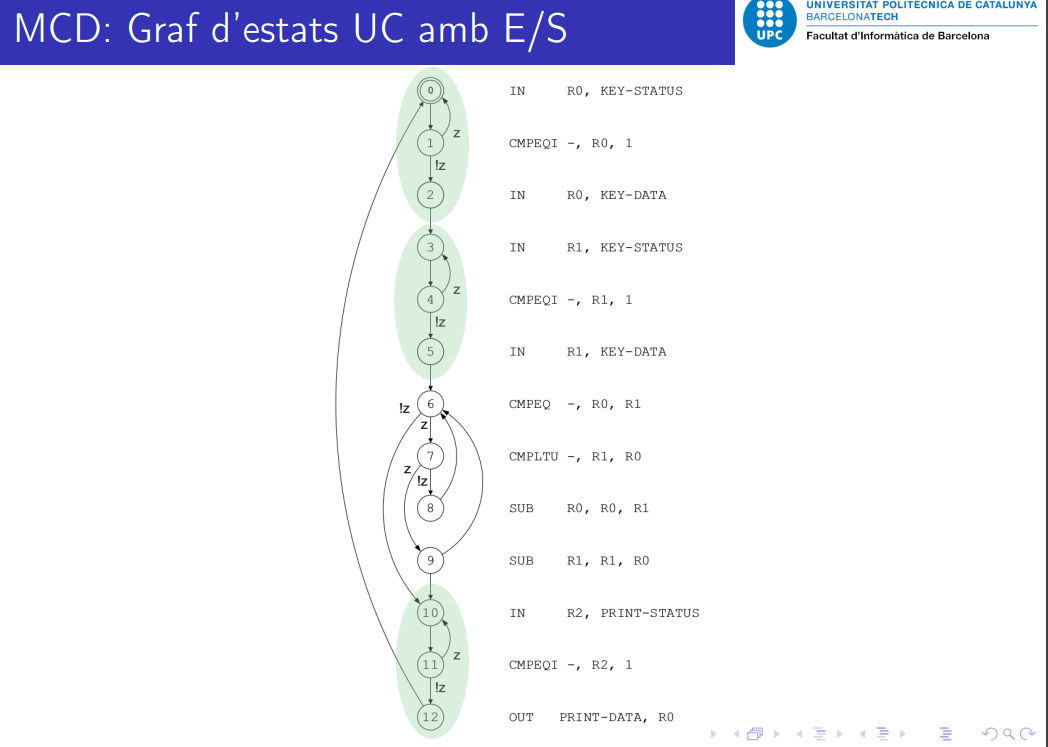 MCD: Graf d'estats UC amb E/S
UNIVERSITAT POLITÈCNICA DE CATALUNYA
BARCELONATECH
Facultat d'Informàtica de Barcelona
UPC
0 IN R0, KEY-STATUS
z
1 CMPEQI -, R0, 1
!z
2 IN R0, KEY-DATA
3 IN R1, KEY-STATUS
z
4 CMPEQI -, R1, 1
!z
5 IN R1, KEY-DATA
!z 6 CMPEQ -, R0, R1
z
7 CMPLTU -, R1, R0
z
!z
8 SUB R0, R0, R1
9 SUB R1, R1, R0
10 IN R2, PRINT-STATUS
z
11 CMPEQI -, R2, 1
!z
12 OUT PRINT-DATA, R0